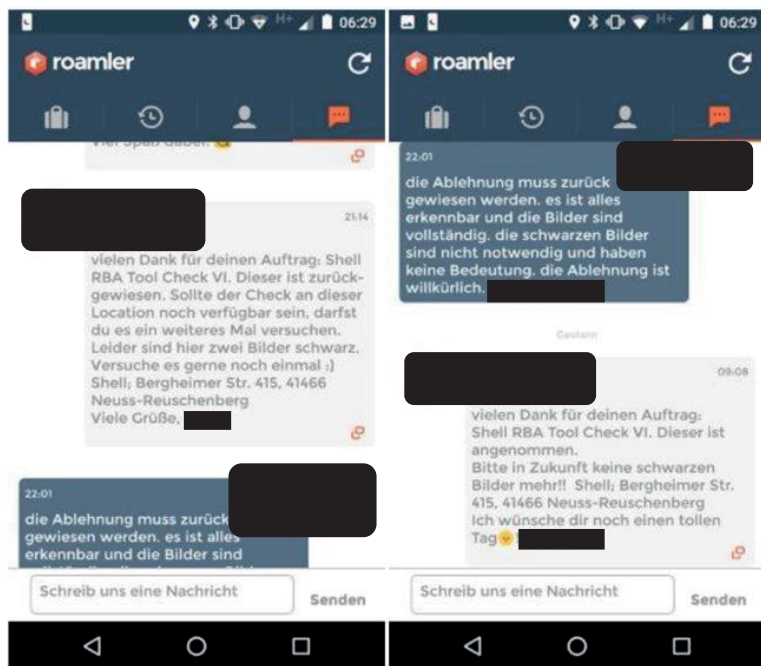 H+ 06:29
roamler
Viel Spaß dabei.
21:14
vielen Dank für deinen Auftrag: Shell
RBA Tool Check VI. Dieser ist zurück-
gewiesen. Sollte der Check an dieser
Location noch verfügbar sein, darfst
du es ein weiteres Mal versuchen.
Leider sind hier zwei Bilder schwarz.
Versuche es gerne noch einmal :)
Shell; Bergheimer Str. 415, 41466
Neuss-Reuschenberg
Viele Grüße,
22:01
die Ablehnung muss zurück
gewiesen werden. es ist alles
erkennbar und die Bilder sind
Schreib uns eine Nachricht
Senden
H+ 06:29
roamler
22:01
die Ablehnung muss zurück
gewiesen werden. es ist alles
erkennbar und die Bilder sind
vollständig. die schwarzen Bilder
sind nicht notwendig und haben
keine Bedeutung. die Ablehnung ist
willkürlich.
Gestern
09:08
vielen Dank für deinen Auftrag:
Shell RBA Tool Check VI. Dieser ist
angenommen.
Bitte in Zukunft keine schwarzen
Bilder mehr!! Shell; Bergheimer Str.
415, 41466 Neuss-Reuschenberg
Ich wünsche dir noch einen tollen
Tag
Schreib uns eine Nachricht
Senden